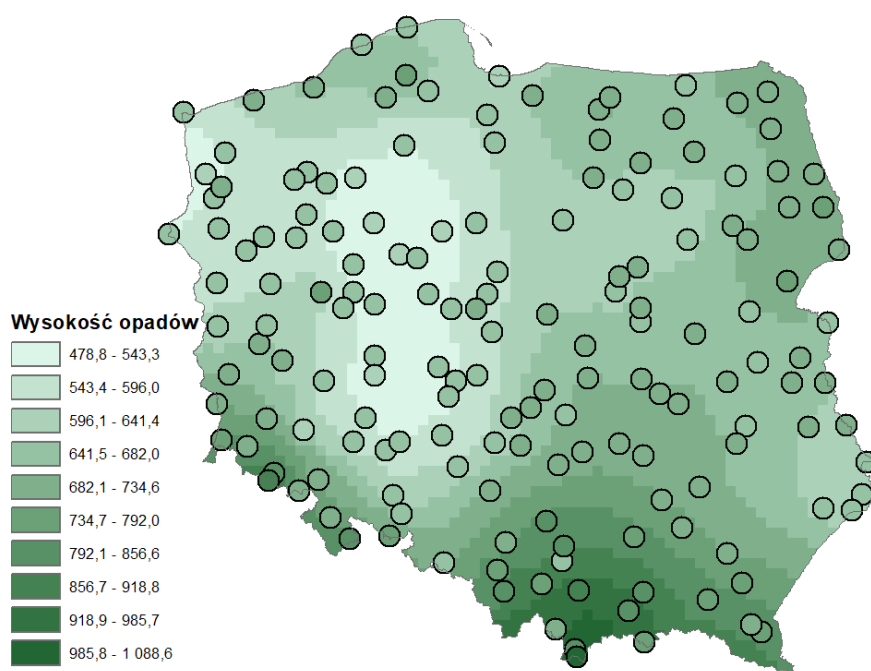 Wysokość opadów
478,8 - 543,3
543,4 - 596,0
596,1 - 641,4
641,5 - 682,0
682,1 - 734,6
734,7 - 792,0
792,1 - 856,6
856,7 - 918,8
918,9 - 985,7
985,8 - 1 088,6